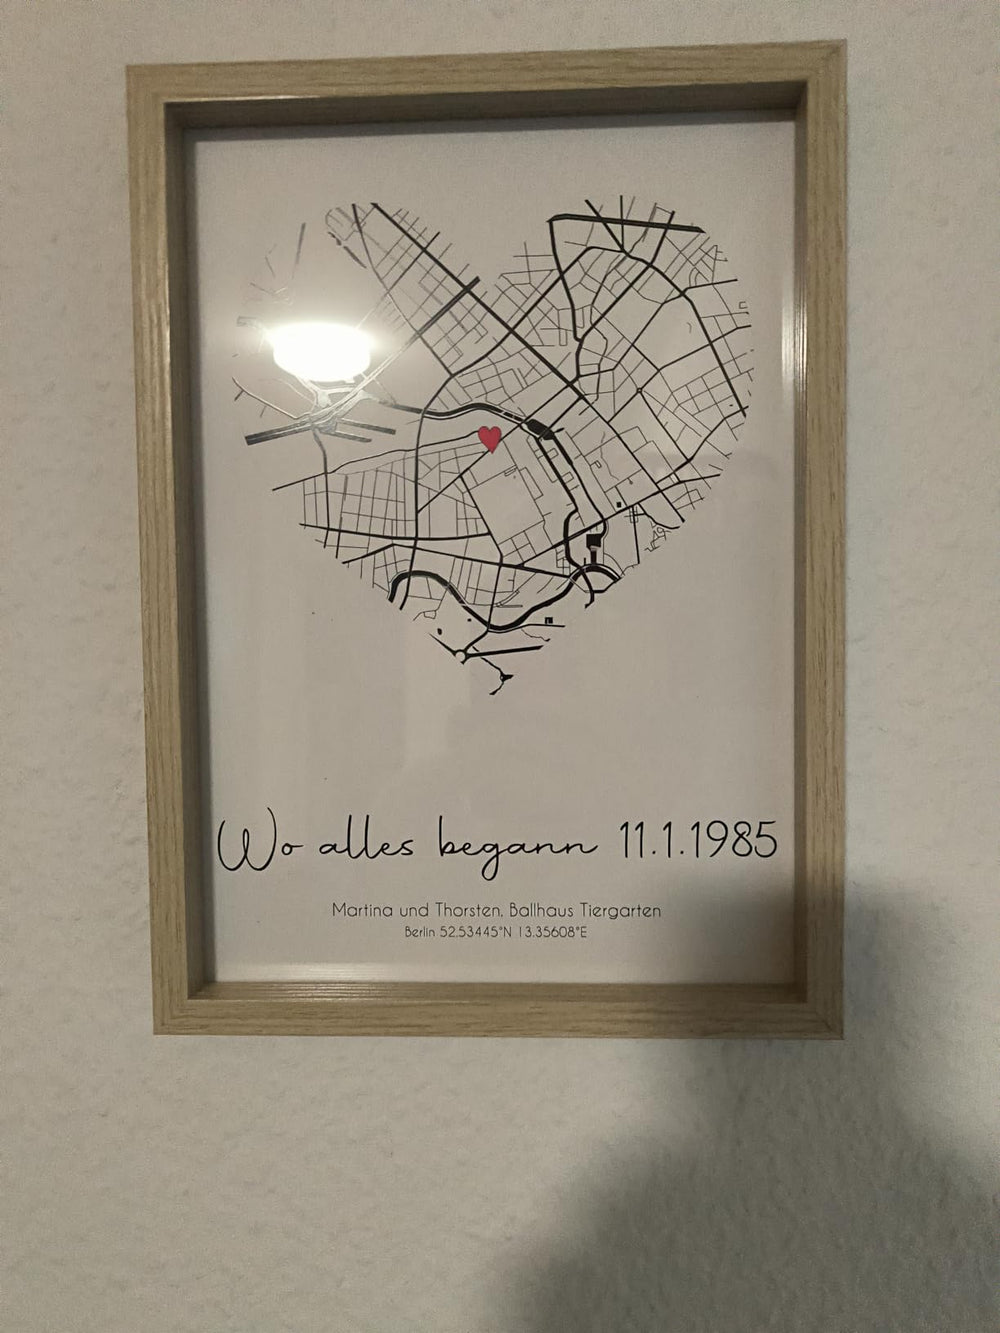 Wo alles begann 11.1.1985
Martina und Thorsten, Ballhaus Tiergarten
Berlin 52.53445°N 13.35608°E